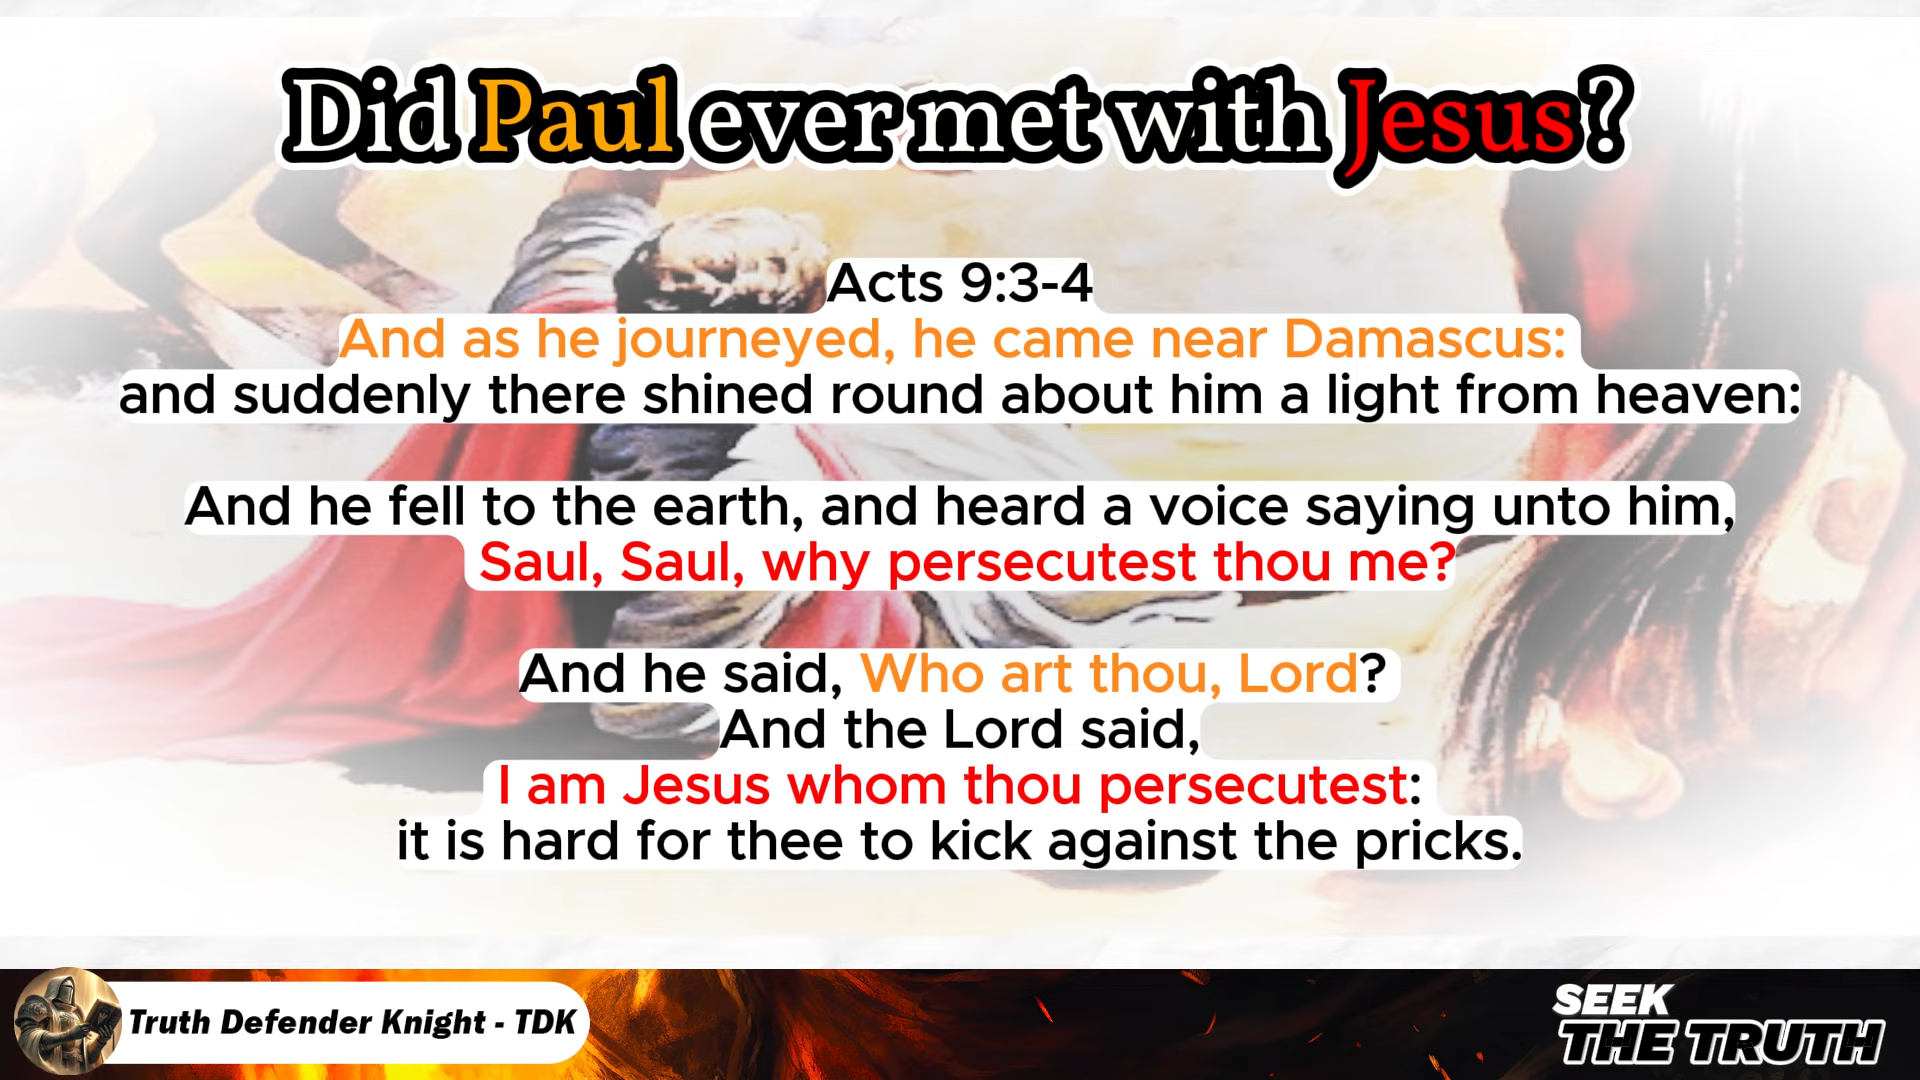 Did Paul ever met with Jesus?
Acts 9:3-4
And as he journeyed, he came near Damascus:
and suddenly there shined round about him a light from heaven:
And he fell to the earth, and heard a voice saying unto him,
Saul, Saul, why persecutest thou me?
And he said, Who art thou, Lord?
And the Lord said,
I am Jesus whom thou persecutest:
it is hard for thee to kick against the pricks.
Truth Defender Knight - TDK
SEEK
THE TRUTH